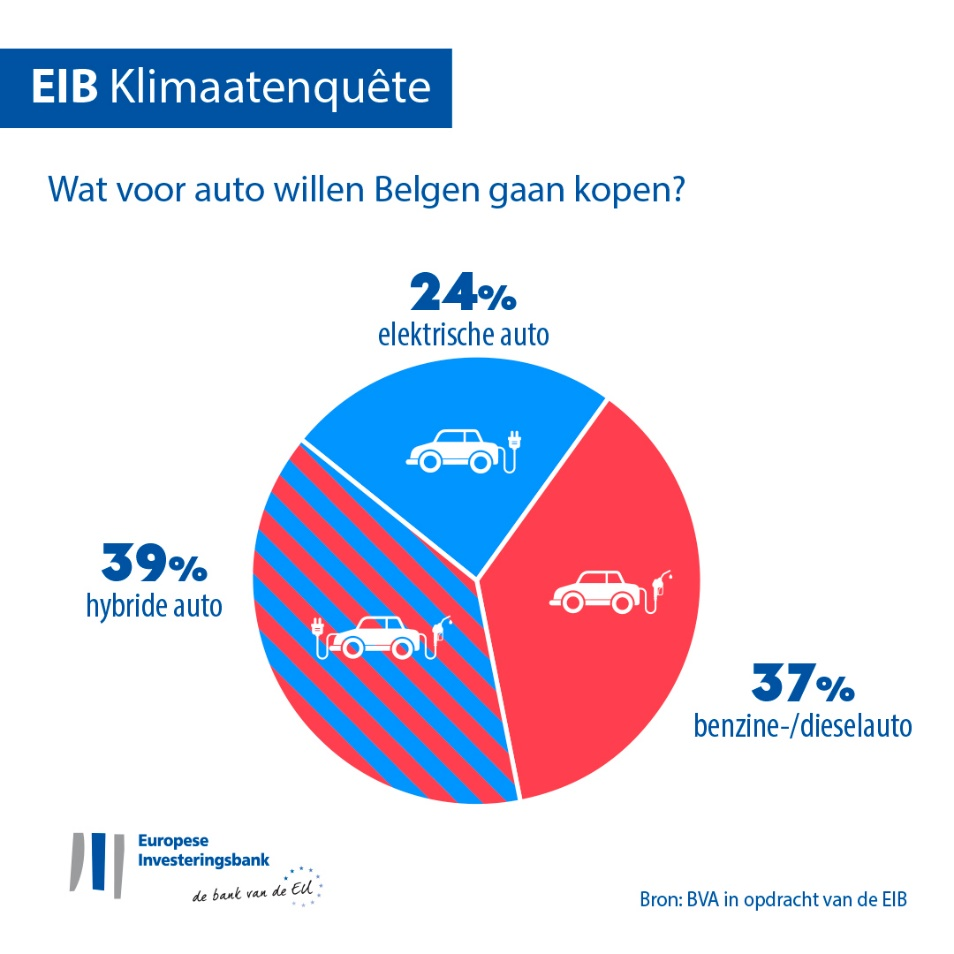 EIB Klimaatenquête
Wat voor auto willen Belgen gaan kopen?
24%
elektrische auto
39%
hybride auto
37%
benzine-/dieselauto
Europese
Investeringsbank
de bank van de EU
Bron: BVA in opdracht van de EIB